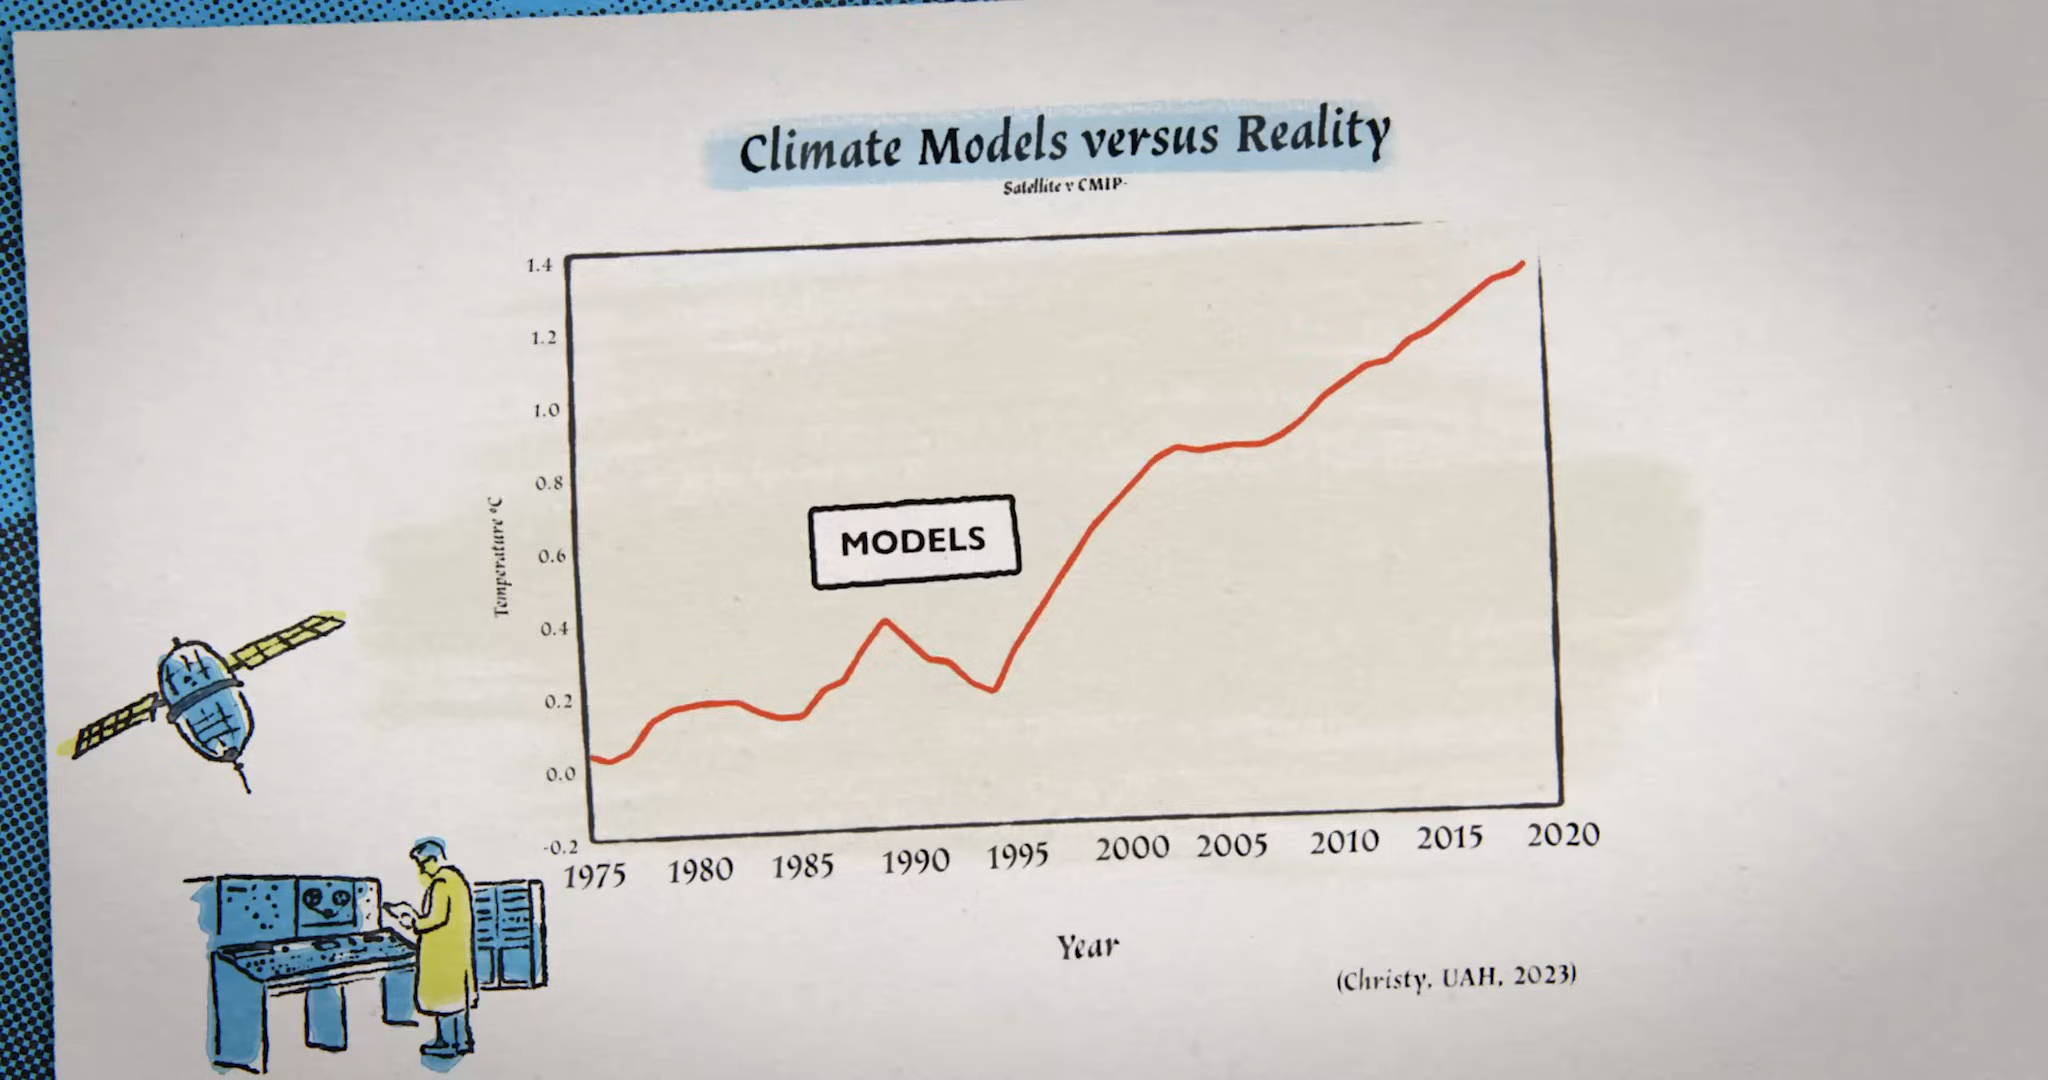 Climate Models versus Reality
Satellite v CMIP-
1.4
1.2
1.0
0.8
0.6
0.4
0.2
0.0
-0.2
Temperature °C
MODELS
1975 1980 1985 1990 1995 2000 2005 2010 2015 2020
Year
(Christy, UAH, 2023)